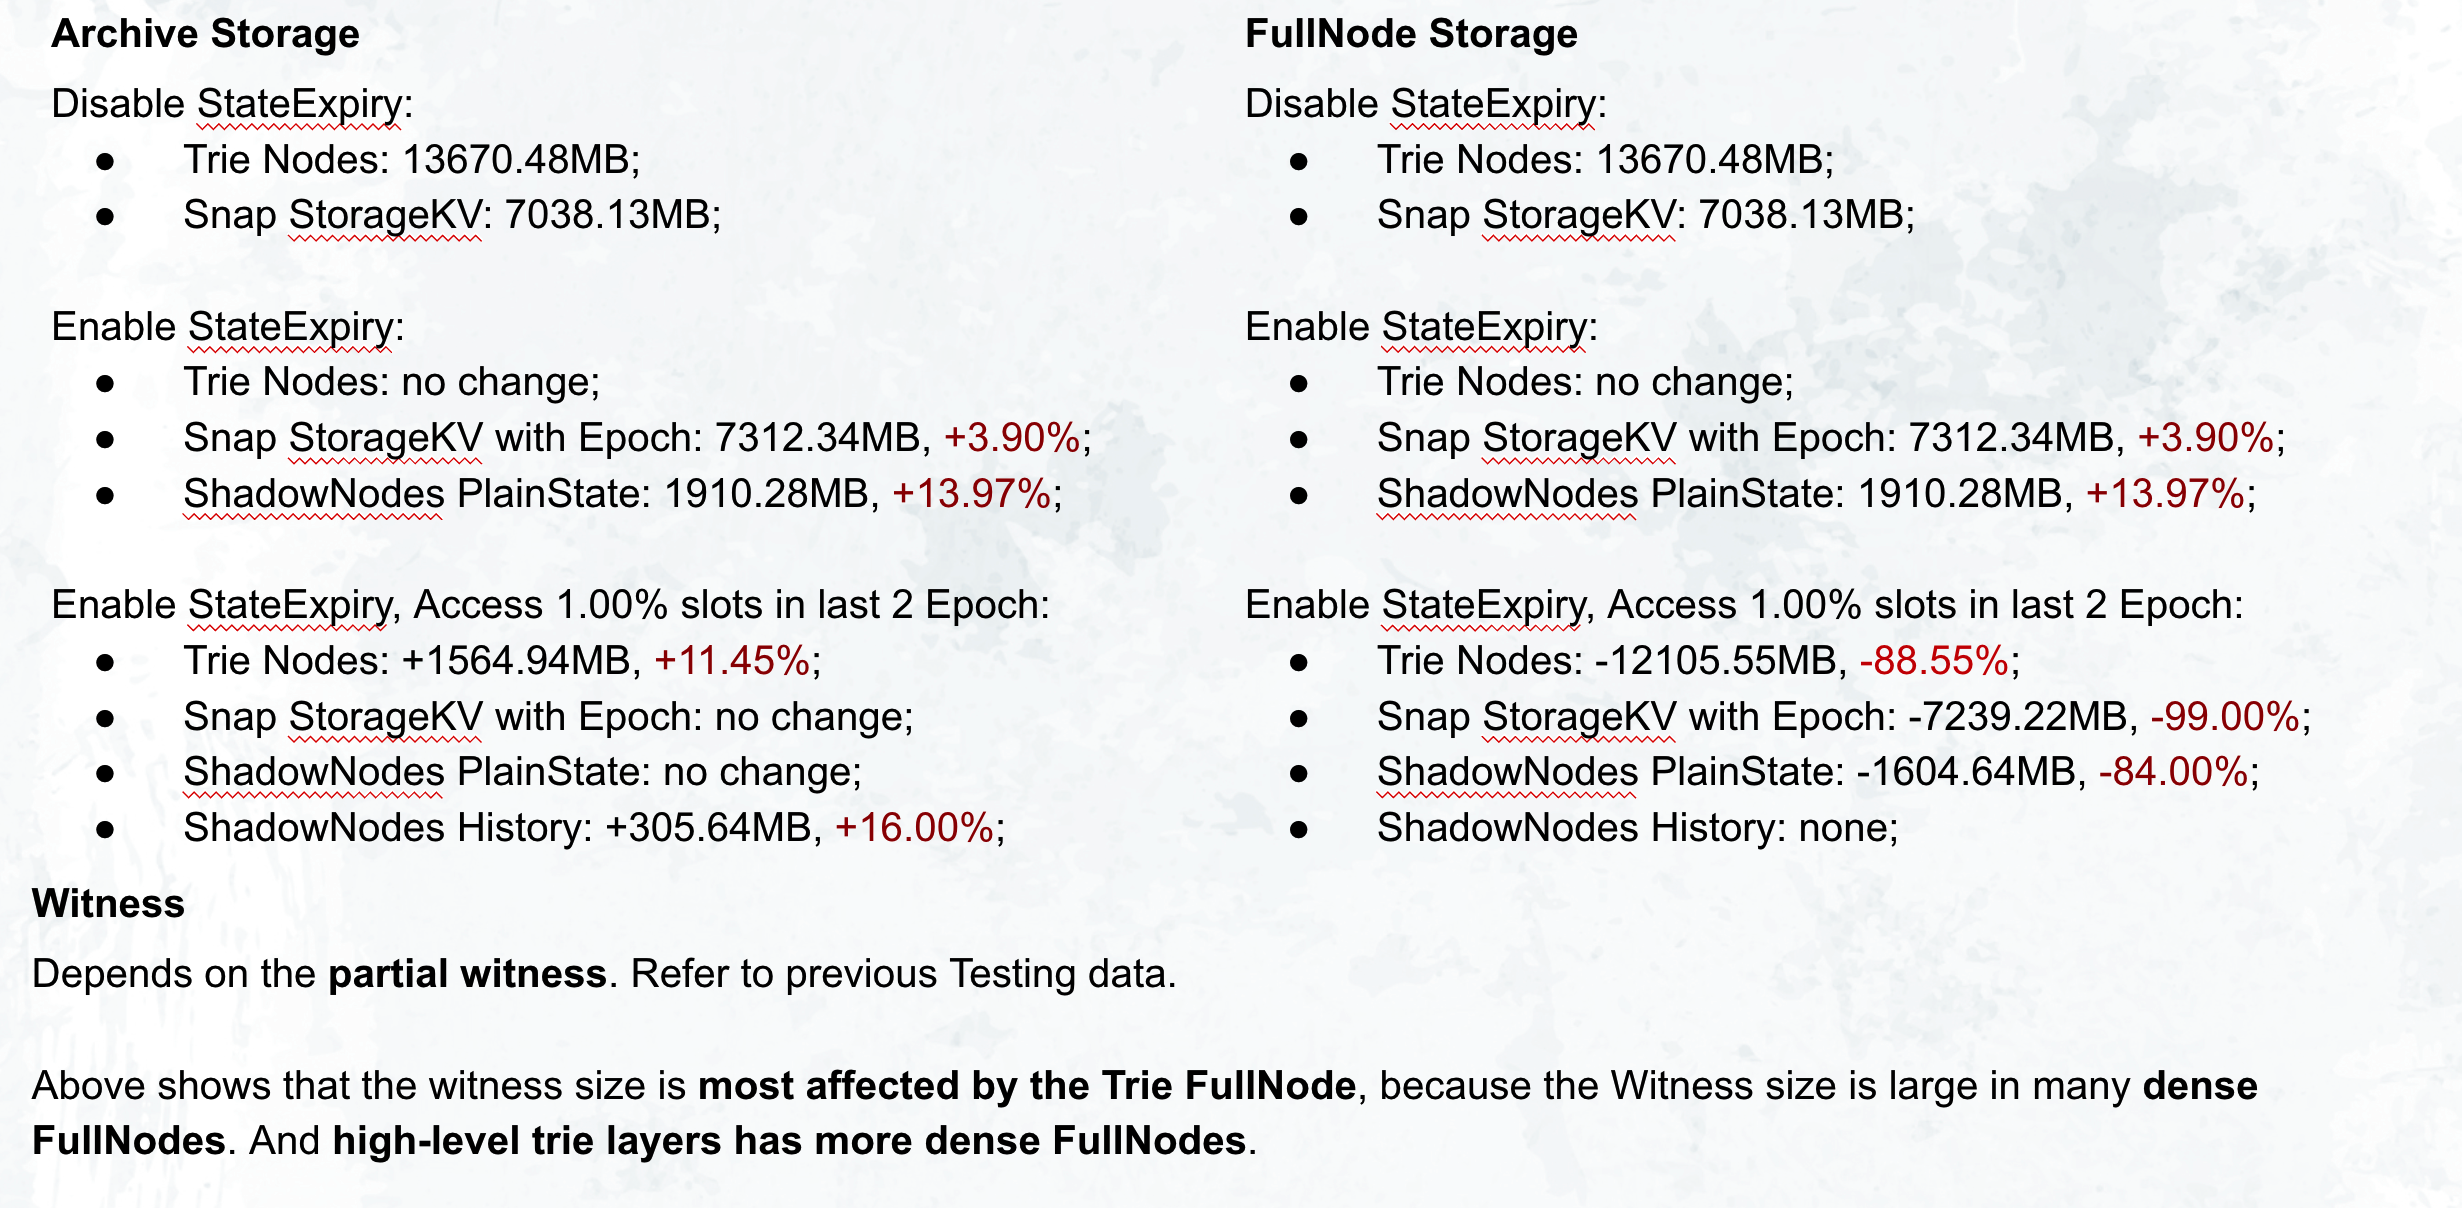 Archive Storage
Disable StateExpiry:
● Trie Nodes: 13670.48MB;
● Snap StorageKV: 7038.13MB;
Enable StateExpiry:
● Trie Nodes: no change;
● Snap StorageKV with Epoch: 7312.34MB, +3.90%;
● ShadowNodes PlainState: 1910.28MB, +13.97%;
Enable StateExpiry, Access 1.00% slots in last 2 Epoch:
● Trie Nodes: +1564.94MB, +11.45%;
● Snap StorageKV with Epoch: no change;
● ShadowNodes PlainState: no change;
● ShadowNodes History: +305.64MB, +16.00%;
FullNode Storage
Disable StateExpiry:
● Trie Nodes: 13670.48MB;
● Snap StorageKV: 7038.13MB;
Enable StateExpiry:
● Trie Nodes: no change;
● Snap StorageKV with Epoch: 7312.34MB, +3.90%;
● ShadowNodes PlainState: 1910.28MB, +13.97%;
Enable StateExpiry, Access 1.00% slots in last 2 Epoch:
● Trie Nodes: -12105.55MB, -88.55%;
● Snap StorageKV with Epoch: -7239.22MB, -99.00%;
● ShadowNodes PlainState: -1604.64MB, -84.00%;
● ShadowNodes History: none;
Witness
Depends on the partial witness. Refer to previous Testing data.
Above shows that the witness size is most affected by the Trie FullNode, because the Witness size is large in many dense
FullNodes. And high-level trie layers has more dense FullNodes.